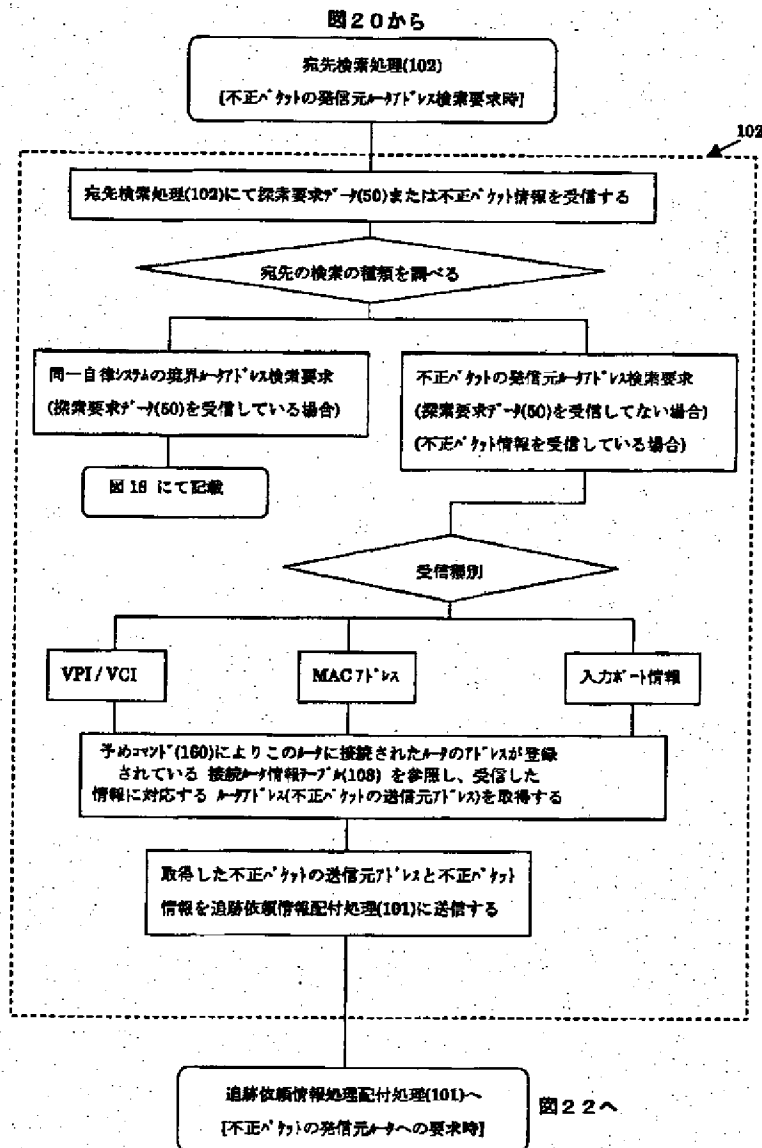 図20から
宛先検索処理(102)
[不正パケットの発信元ルータアドレス検索要求時]
102
宛先検索処理(102)にて探索要求データ(50)または不正パケット情報を受信する
宛先の検索の種類を調べる
同一自律システムの境界ルータアドレス検索要求
(探索要求データ(50)を受信している場合)
不正パケットの発信元ルータアドレス検索要求
(探索要求データ(50)を受信してない場合)
(不正パケット情報を受信している場合)
図18 にて記載
受信種別
VPI/VCI
MACアドレス
入力ポート情報
予めコマンド(160)によりこのルータに接続されたルータのアドレスが登録
されている 接続ルータ情報テーブル(108) を参照し、受信した
情報に対応する ルータアドレス(不正パケットの送信元アドレス)を取得する
取得した不正パケットの送信元アドレスと不正パケット
情報を追跡依頼情報配付処理(101)に送信する
追跡依頼情報処理配付処理(101)へ
[不正パケットの発信元ルータへの要求時]
図22へ